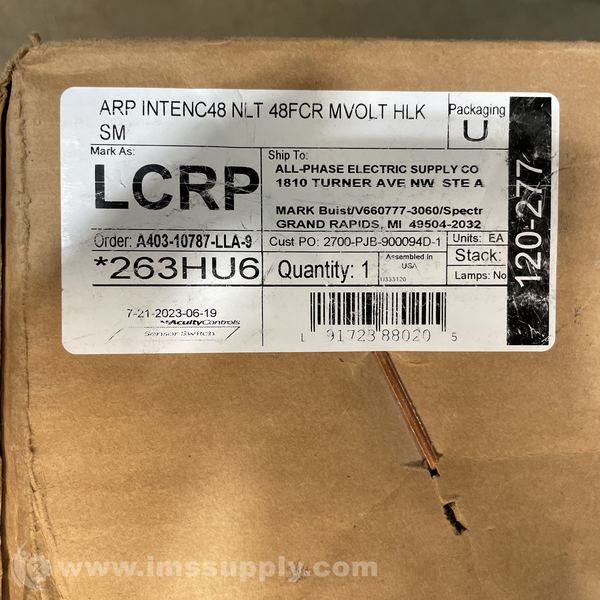 ARP INTENC48 NLT 48FCR MVOLT HLK
SM
Packaging
U
Mark As:
LCRP
Ship To:
ALL-PHASE ELECTRIC SUPPLY CO
1810 TURNER AVE NW STE A
MARK Buist/V660777-3060/Spectr
GRAND RAPIDS, MI 49504-2032
120-277
Order: A403-10787-LLA-9
Cust PO: 2700-PJB-900094D-1
Units: EA
*263HU6
Quantity: 1
Assembled in
USA
Stack:
Lamps: No
7-21-2023-06-19
AcuityControls
Sensor Switch
L 91723 88020 5
www.imssupply.com